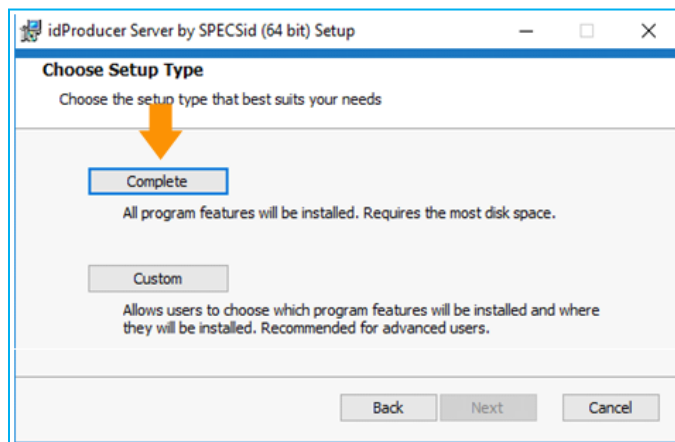 idProducer Server by SPECSid (64 bit) Setup
Choose Setup Type
Choose the setup type that best suits your needs
Complete
All program features will be installed. Requires the most disk space.
Custom
Allows users to choose which program features will be installed and where
they will be installed. Recommended for advanced users.
Back Next Cancel